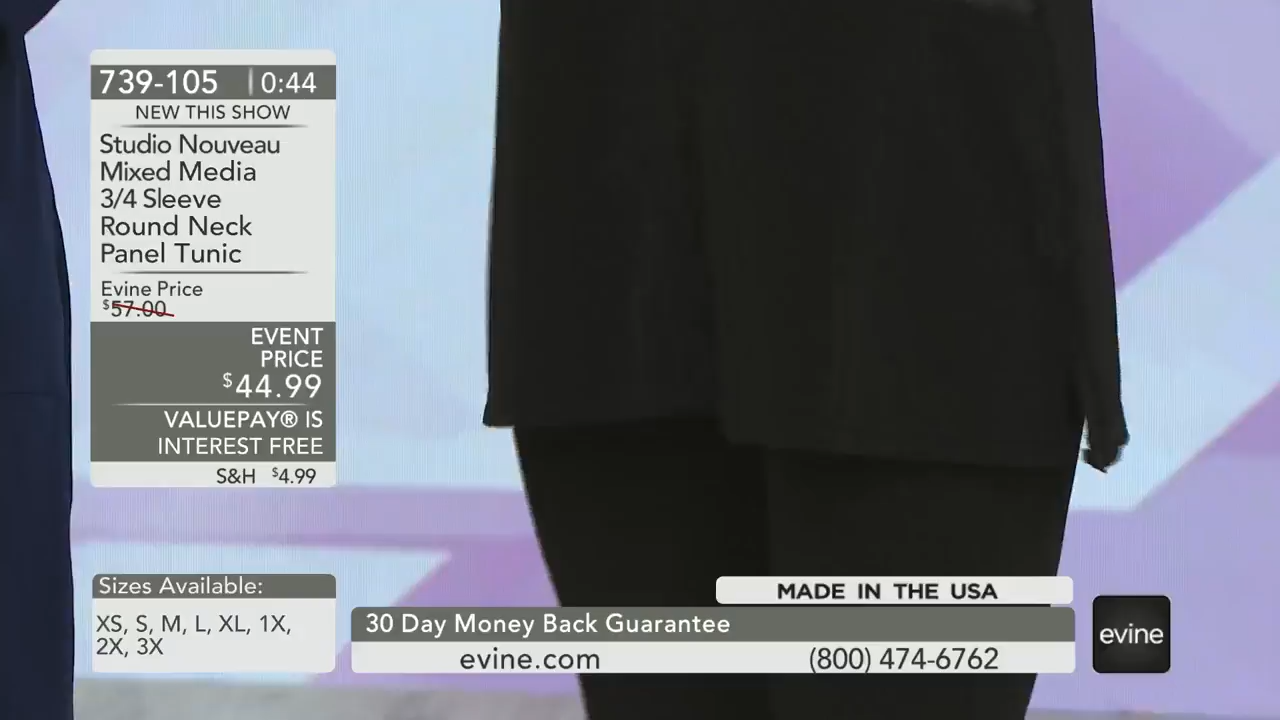 739-105 0:44
NEW THIS SHOW
Studio Nouveau
Mixed Media
3/4 Sleeve
Round Neck
Panel Tunic
Evine Price
$57.00
EVENT
PRICE
$44.99
VALUEPAY® IS
INTEREST FREE
S&H $4.99
Sizes Available:
XS, S, M, L, XL, 1X,
2X, 3X
MADE IN THE USA
30 Day Money Back Guarantee
evine.com (800) 474-6762
evine